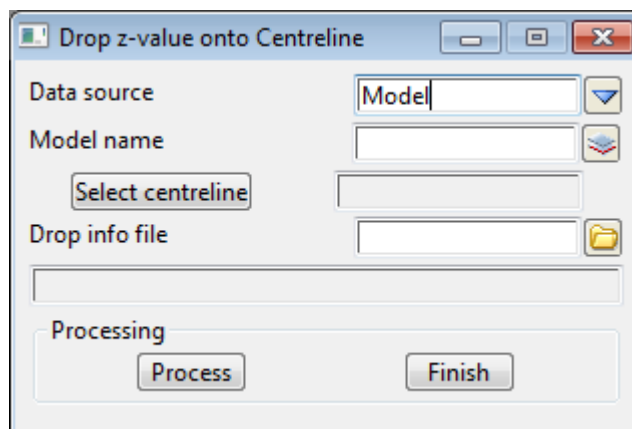 Drop z-value onto Centreline
Data source Model
Model name
Select centreline
Drop info file
Processing
Process Finish